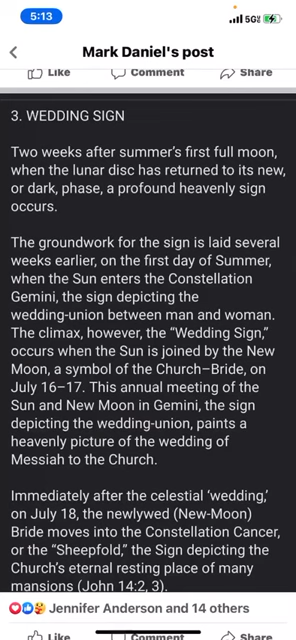 5:13
5G
Mark Daniel's post
Like Comment Share
3. WEDDING SIGN
Two weeks after summer's first full moon,
when the lunar disc has returned to its new,
or dark, phase, a profound heavenly sign
occurs.
The groundwork for the sign is laid several
weeks earlier, on the first day of Summer,
when the Sun enters the Constellation
Gemini, the sign depicting the
wedding-union between man and woman.
The climax, however, the “Wedding Sign,”
occurs when the Sun is joined by the New
Moon, a symbol of the Church–Bride, on
July 16–17. This annual meeting of the
Sun and New Moon in Gemini, the sign
depicting the wedding-union, paints a
heavenly picture of the wedding of
Messiah to the Church.
Immediately after the celestial ‘wedding,’
on July 18, the newlywed (New-Moon)
Bride moves into the Constellation Cancer,
or the “Sheepfold,” the Sign depicting the
Church's eternal resting place of many
mansions (John 14:2, 3).
Jennifer Anderson and 14 others
Like Comment Share